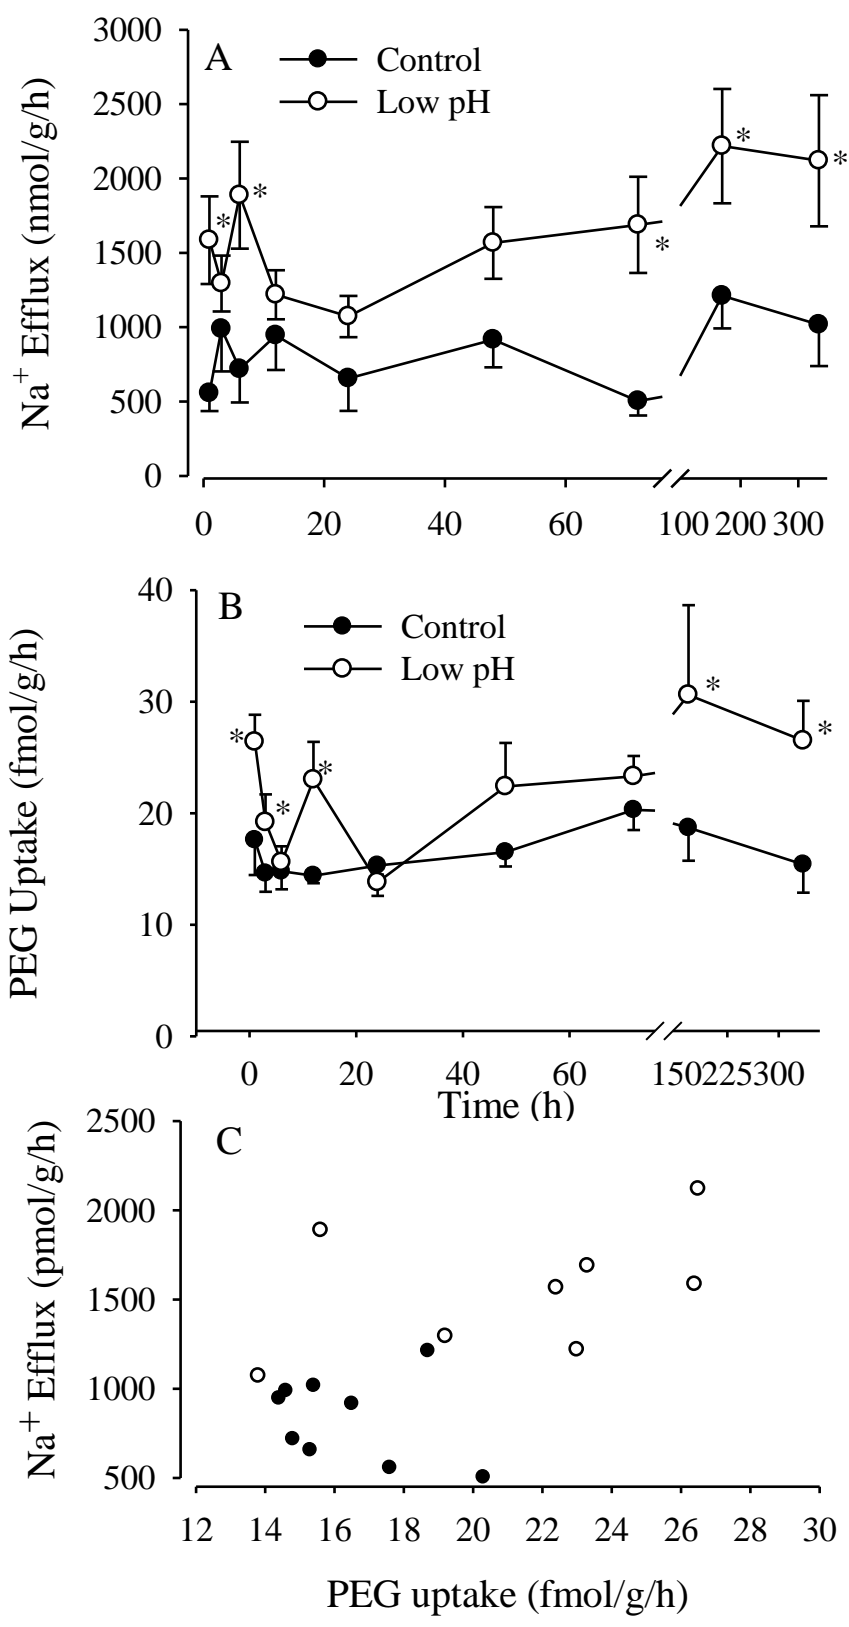 3000
A
Control
2500
Low pH
2000
*
*
*
*
*
1500
1000
500
0
Na+ Efflux (nmol/g/h)
0 20 40 60 100 200 300
40
B
Control
Low pH
30
*
*
*
*
*
20
10
0
PEG Uptake (fmol/g/h)
0 20 40 60 150 225 300
Time (h)
2500
C
2000
1500
1000
500
Na+ Efflux (pmol/g/h)
12 14 16 18 20 22 24 26 28 30
PEG uptake (fmol/g/h)